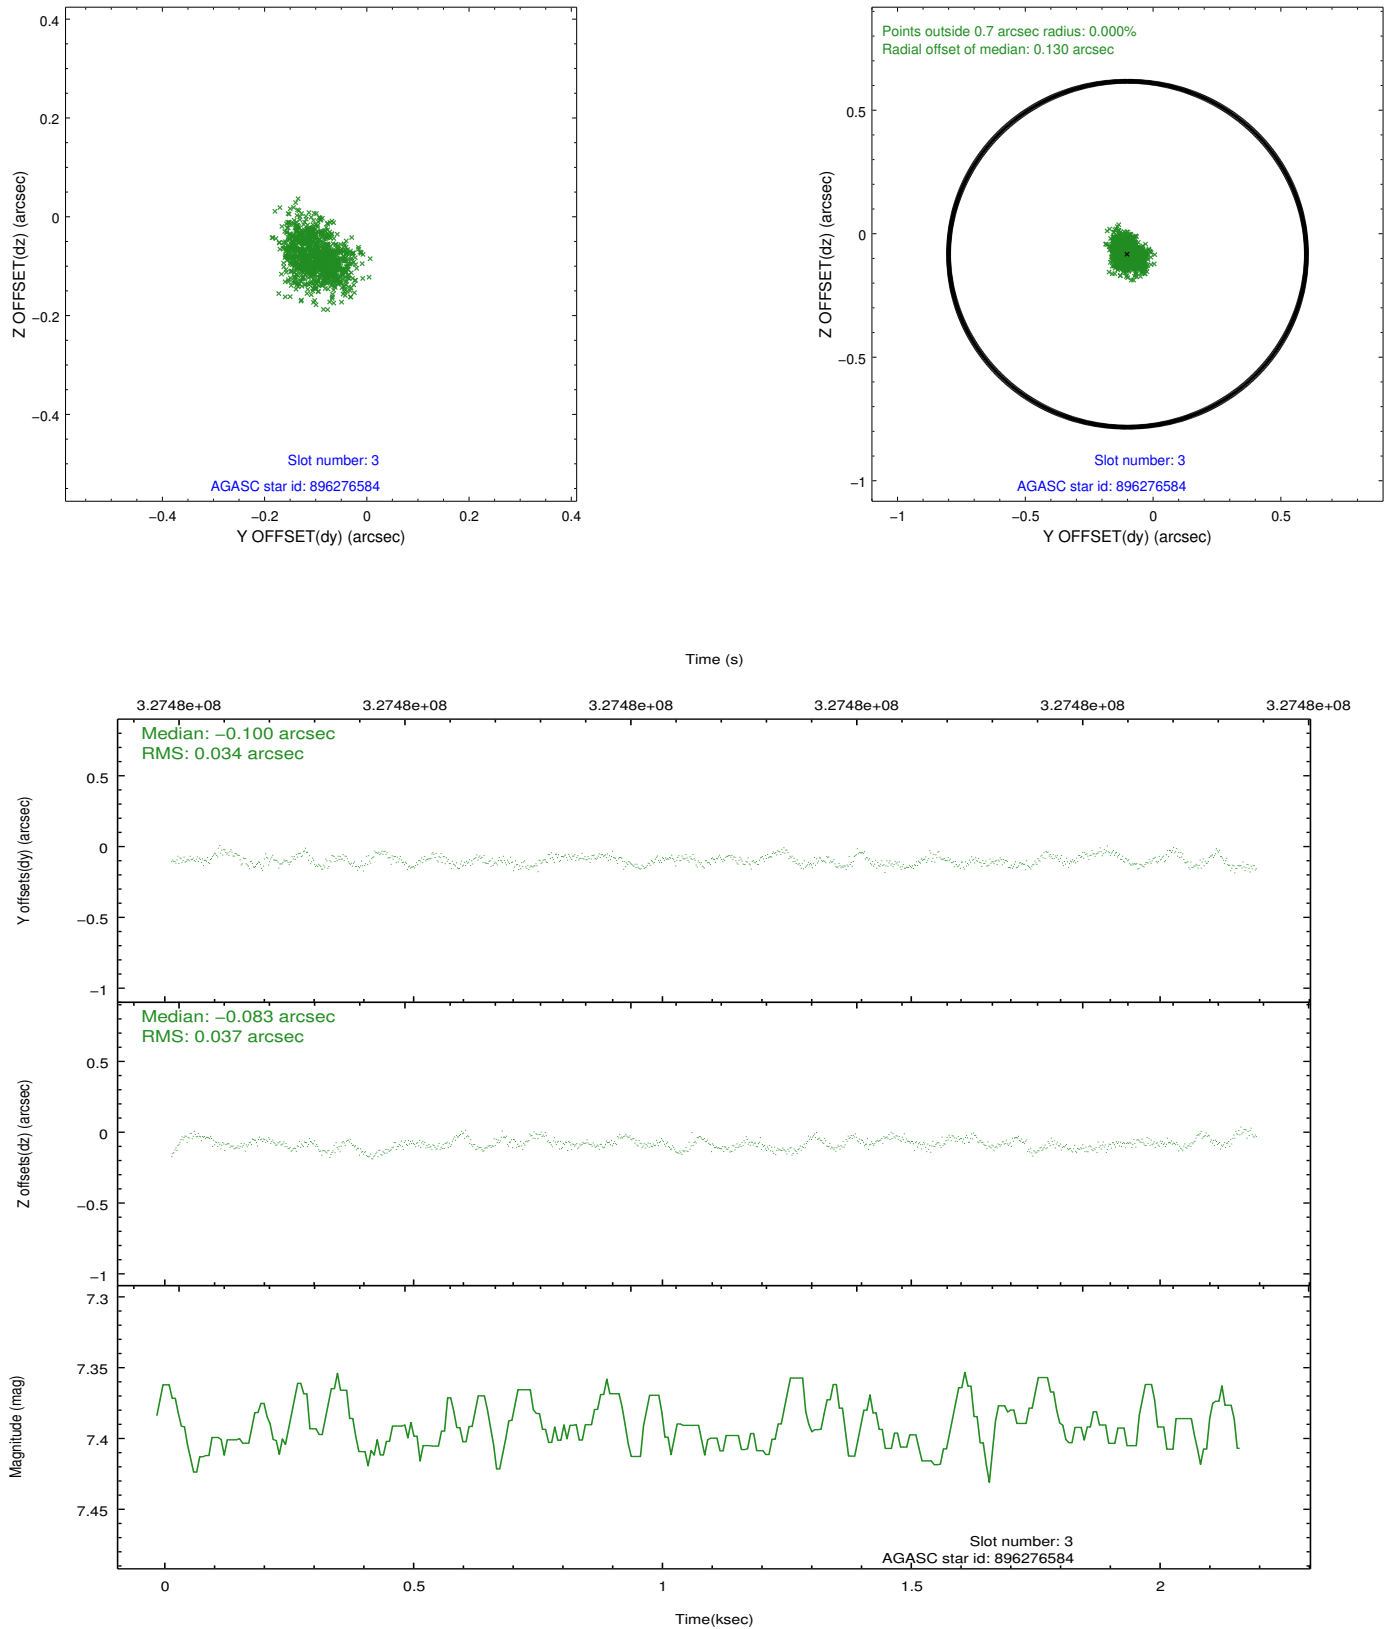 0.4
0.2
0
−0.2
−0.4
Z OFFSET(dz) (arcsec)
Slot number: 3
AGASC star id: 896276584
−0.4 −0.2 0 0.2 0.4
Y OFFSET(dy) (arcsec)
Points outside 0.7 arcsec radius: 0.000%
Radial offset of median: 0.130 arcsec
0.5
0
−0.5
−1
Z OFFSET(dz) (arcsec)
Slot number: 3
AGASC star id: 896276584
−1 −0.5 0 0.5
Y OFFSET(dy) (arcsec)
Time (s)
3.2748e+08 3.2748e+08 3.2748e+08 3.2748e+08 3.2748e+08 3.2748e+08
Median: −0.100 arcsec
RMS: 0.034 arcsec
0.5
0
−0.5
−1
Y offsets(dy) (arcsec)
Median: −0.083 arcsec
RMS: 0.037 arcsec
0.5
0
−0.5
−1
Z offsets(dz) (arcsec)
7.3
7.35
7.4
7.45
Magnitude (mag)
Slot number: 3
AGASC star id: 896276584
0 0.5 1 1.5 2
Time(ksec)